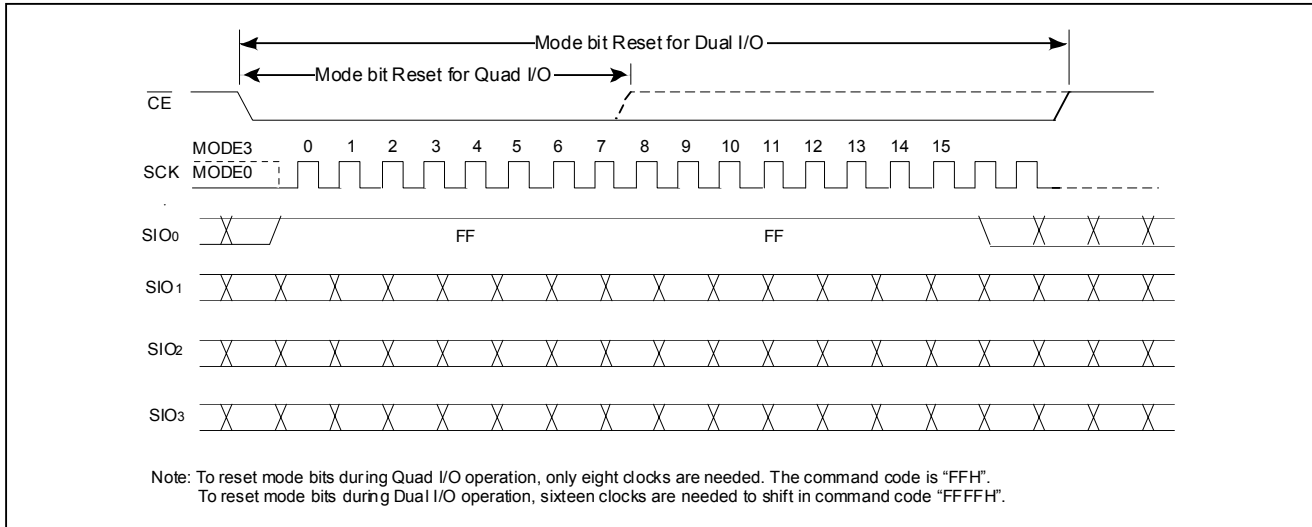 Mode bit Reset for Dual I/O
Mode bit Reset for Quad I/O
CE
MODE3 0 1 2 3 4 5 6 7 8 9 10 11 12 13 14 15
SCK MODE0
SIO0 FF FF
SIO1
SIO2
SIO3
Note: To reset mode bits during Quad I/O operation, only eight clocks are needed. The command code is “FFH”.
To reset mode bits during Dual I/O operation, sixteen clocks are needed to shift in command code “FFFFH”.